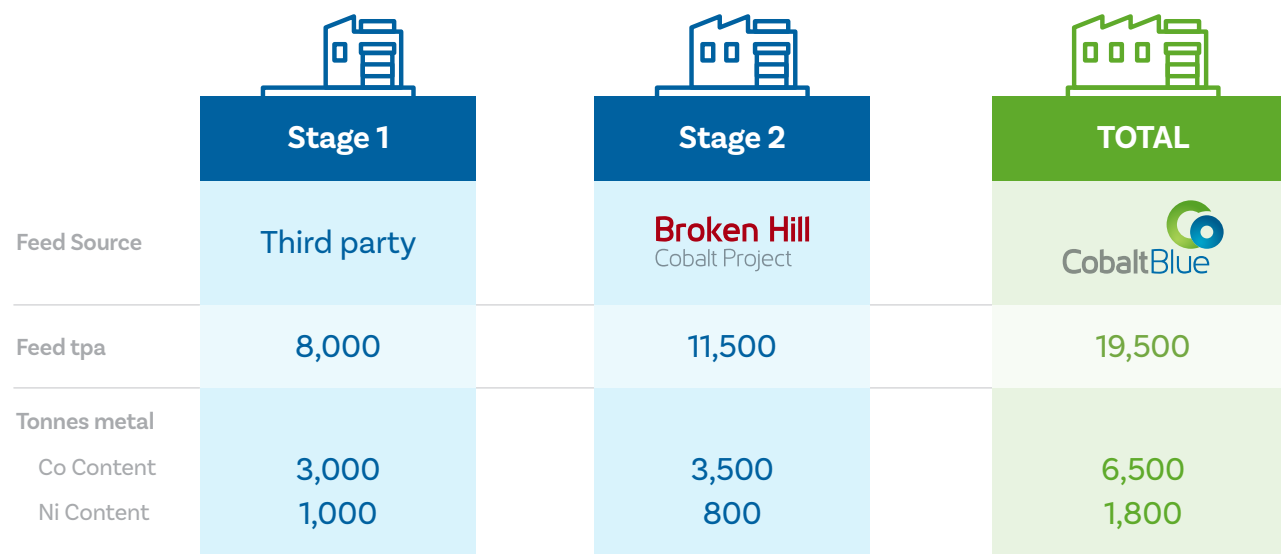 Stage 1 Stage 2 TOTAL
Feed Source Third party Broken Hill CobaltBlue
Cobalt Project
Feed tpa 8,000 11,500 19,500
Tonnes metal
Co Content 3,000 3,500 6,500
Ni Content 1,000 800 1,800